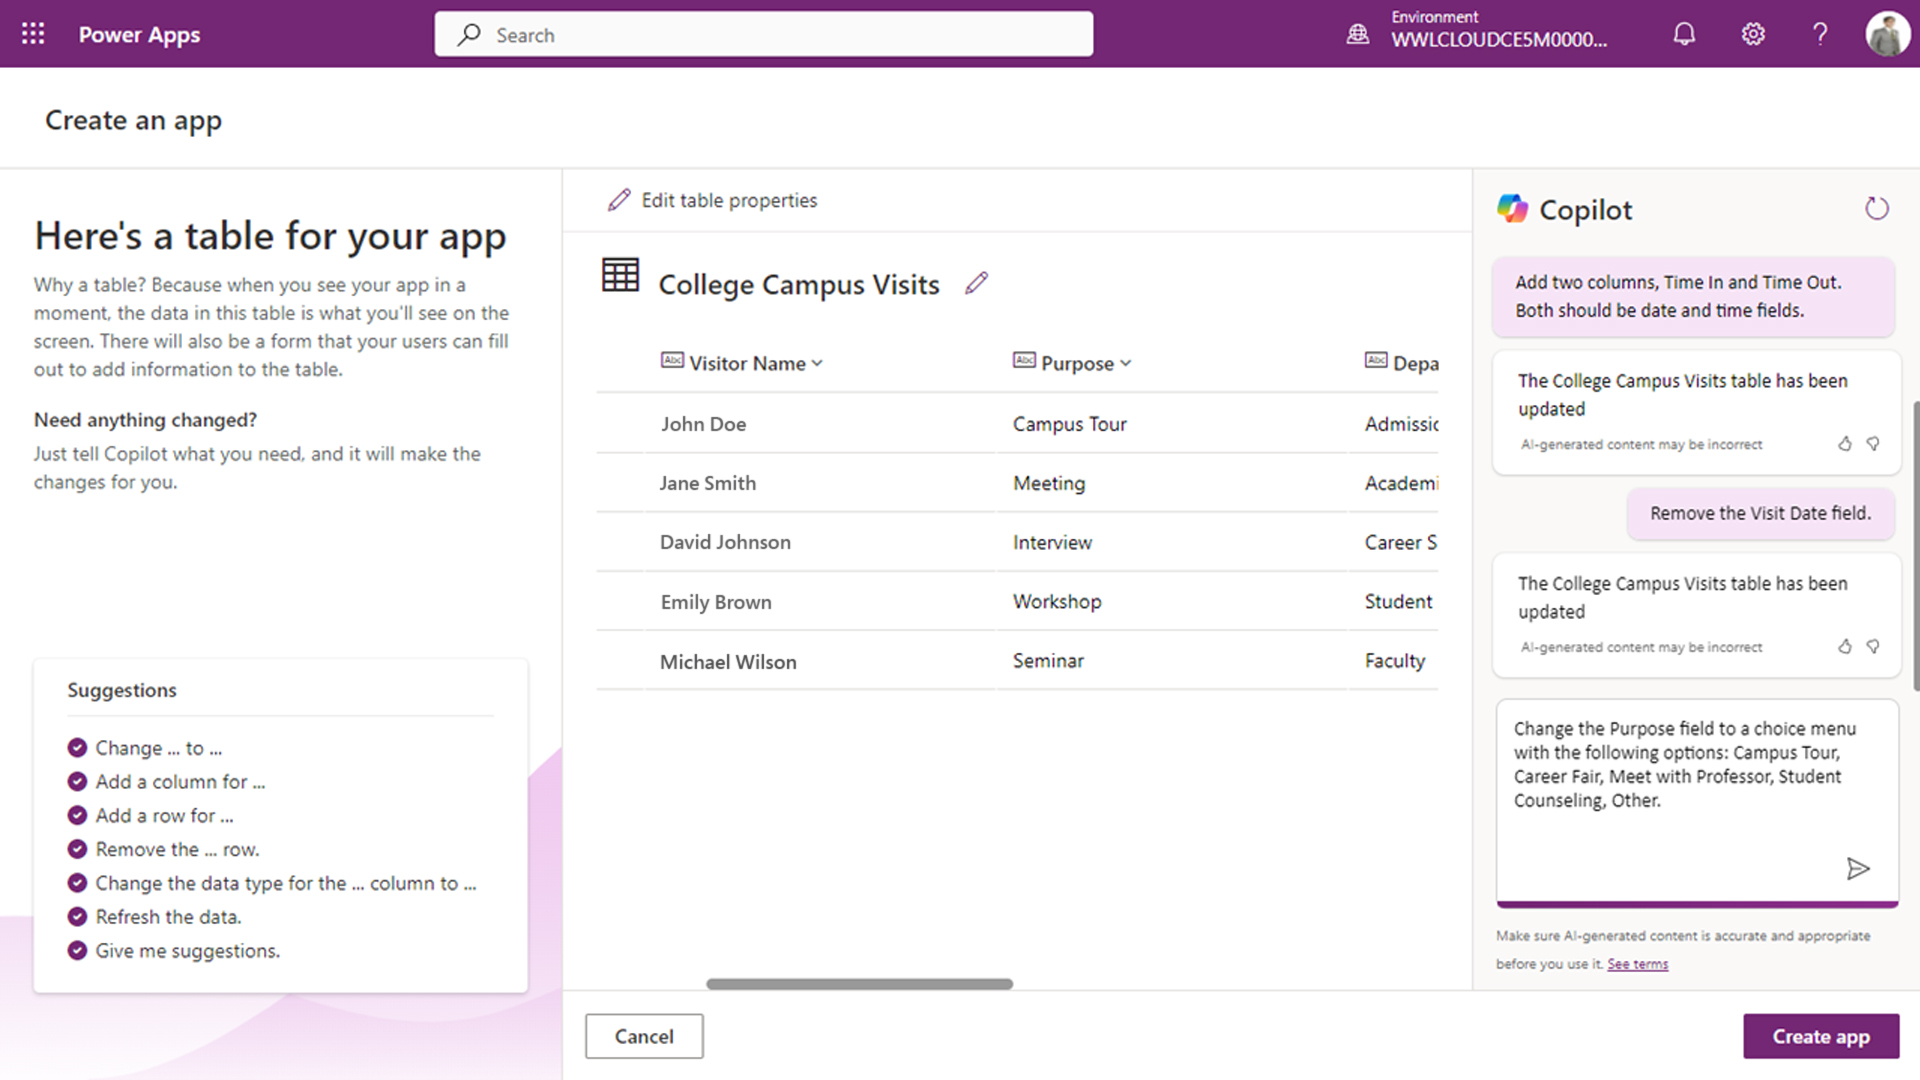 Power Apps
Search
Environment
WWLCLOUDCE5M0000...
Create an app
Here's a table for your app
Why a table? Because when you see your app in a
moment, the data in this table is what you'll see on the
screen. There will also be a form that your users can fill
out to add information to the table.
Need anything changed?
Just tell Copilot what you need, and it will make the
changes for you.
Suggestions
Change ... to ...
Add a column for ...
Add a row for ...
Remove the ... row.
Change the data type for the ... column to ...
Refresh the data.
Give me suggestions.
Edit table properties
College Campus Visits
Abc Visitor Name Abc Purpose Abc Depa
John Doe Campus Tour Admissic
Jane Smith Meeting Academi
David Johnson Interview Career S
Emily Brown Workshop Student
Michael Wilson Seminar Faculty
Cancel
Copilot
Add two columns, Time In and Time Out.
Both should be date and time fields.
The College Campus Visits table has been
updated
AI-generated content may be incorrect
Remove the Visit Date field.
The College Campus Visits table has been
updated
AI-generated content may be incorrect
Change the Purpose field to a choice menu
with the following options: Campus Tour,
Career Fair, Meet with Professor, Student
Counseling, Other.
Make sure AI-generated content is accurate and appropriate
before you use it. See terms
Create app